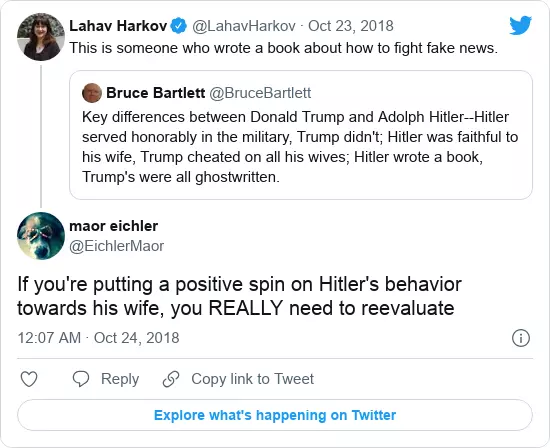 Lahav Harkov @LahavHarkov · Oct 23, 2018
This is someone who wrote a book about how to fight fake news.
Bruce Bartlett @BruceBartlett
Key differences between Donald Trump and Adolph Hitler--Hitler
served honorably in the military, Trump didn't; Hitler was faithful to
his wife, Trump cheated on all his wives; Hitler wrote a book,
Trump's were all ghostwritten.
maor eichler
@EichlerMaor
If you're putting a positive spin on Hitler's behavior
towards his wife, you REALLY need to reevaluate
12:07 AM · Oct 24, 2018
Reply Copy link to Tweet
Explore what's happening on Twitter